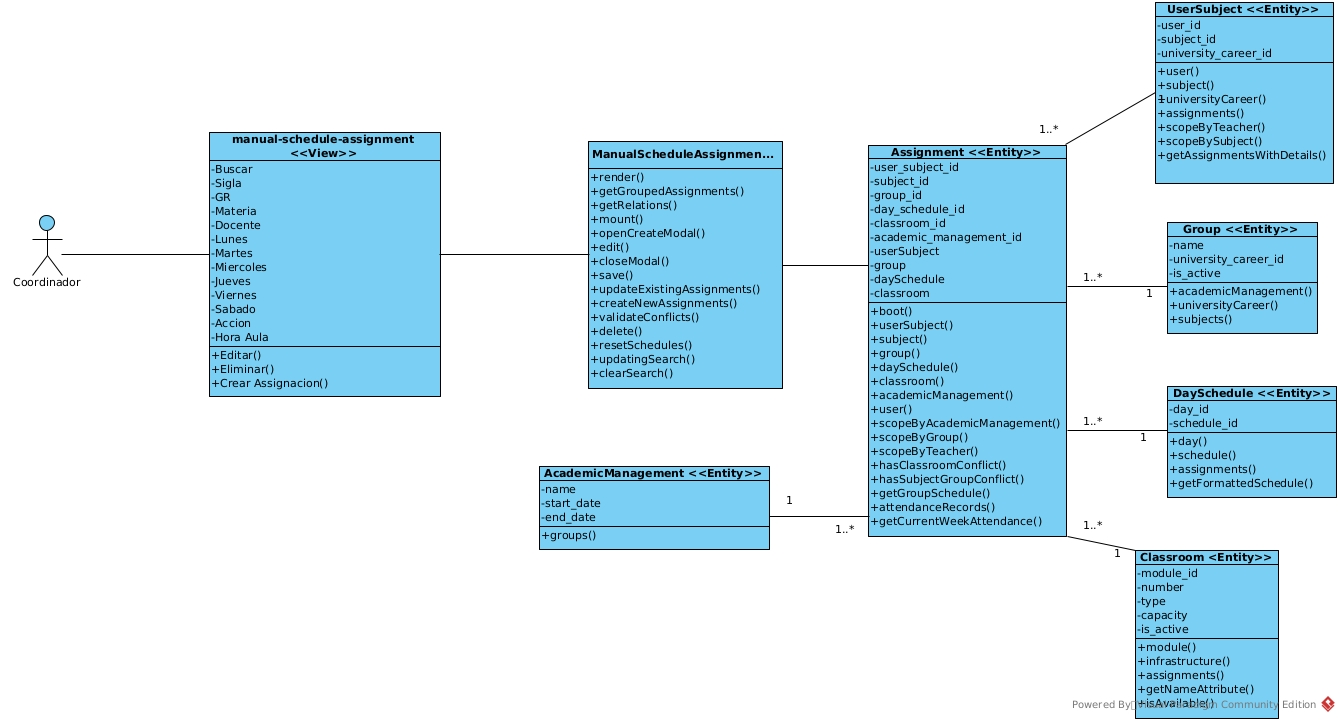 Coordinador
manual-schedule-assignment
<<View>>
-Buscar
-Sigla
-GR
-Materia
-Docente
-Lunes
-Martes
-Miercoles
-Jueves
-Viernes
-Sabado
-Accion
-Hora Aula
+Editar()
+Eliminar()
+Crear Assignacion()
ManualScheduleAssignmen...
+render()
+getGroupedAssignments()
+getRelations()
+mount()
+openCreateModal()
+edit()
+closeModal()
+save()
+updateExistingAssignments()
+createNewAssignments()
+validateConflicts()
+delete()
+resetSchedules()
+updatingSearch()
+clearSearch()
AcademicManagement <<Entity>>
-name
-start_date
-end_date
+groups()
1
1..*
Assignment <<Entity>>
-user_subject_id
-subject_id
-group_id
-day_schedule_id
-classroom_id
-academic_management_id
-userSubject
-group
-daySchedule
-classroom
+boot()
+userSubject()
+subject()
+group()
+daySchedule()
+classroom()
+academicManagement()
+user()
+scopeByAcademicManagement()
+scopeByGroup()
+scopeByTeacher()
+hasClassroomConflict()
+hasSubjectGroupConflict()
+getGroupSchedule()
+attendanceRecords()
+getCurrentWeekAttendance()
1..*
1
UserSubject <<Entity>>
-user_id
-subject_id
-university_career_id
+user()
+subject()
+universityCareer()
+assignments()
+scopeByTeacher()
+scopeBySubject()
+getAssignmentsWithDetails()
1..*
1
Group <<Entity>>
-name
-university_career_id
-is_active
+academicManagement()
+universityCareer()
+subjects()
1..*
1
DaySchedule <<Entity>>
-day_id
-schedule_id
+day()
+schedule()
+assignments()
+getFormattedSchedule()
1..*
1
Classroom <Entity>>
-module_id
-number
-type
-capacity
-is_active
+module()
+infrastructure()
+assignments()
+getNameAttribute()
+isAvailable()
Powered By Visual Paradigm Community Edition